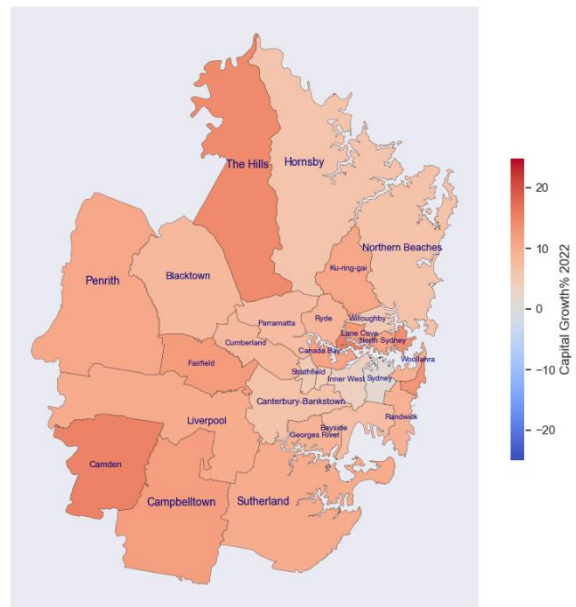 The Hills
Hornsby
Northern Beaches
Ku-ring-gai
Penrith
Blacktown
Parramatta
Ryde
Willoughby
Lane Cove
North Sydney
Cumberland
Canada Bay
Woollahra
Fairfield
Strathfield
Inner West
Sydney
Canterbury-Bankstown
Liverpool
Randwick
Bayside
Georges River
Camden
Campbelltown
Sutherland
20
10
0
−10
−20
Capital Growth% 2022